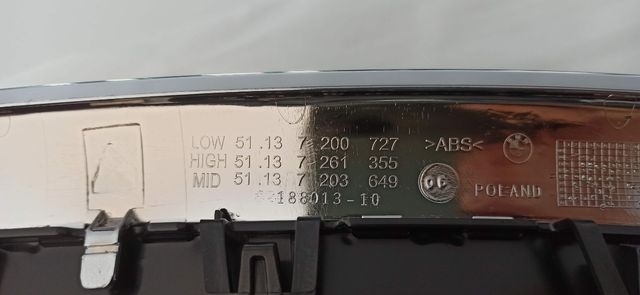 LOW 51.13 7 200 727 >ABS<
HIGH 51.13 7 261 355
MID 51.13 7 203 649 06 POLAND
188013-10